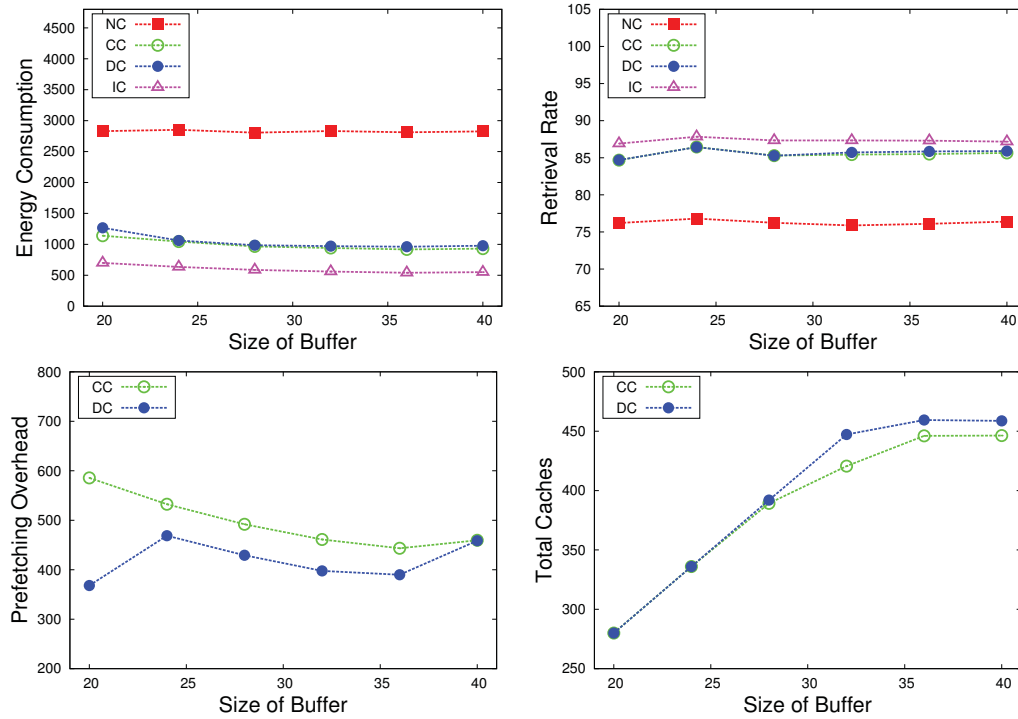 Energy Consumption
4500
4000
3500
3000
2500
2000
1500
1000
500
0
NC
CC
DC
IC
20 25 30 35 40
Size of Buffer
Retrieval Rate
105
100
95
90
85
80
75
70
65
NC
CC
DC
IC
20 25 30 35 40
Size of Buffer
Prefetching Overhead
800
700
600
500
400
300
200
CC
DC
20 25 30 35 40
Size of Buffer
Total Caches
500
450
400
350
300
250
CC
DC
20 25 30 35 40
Size of Buffer